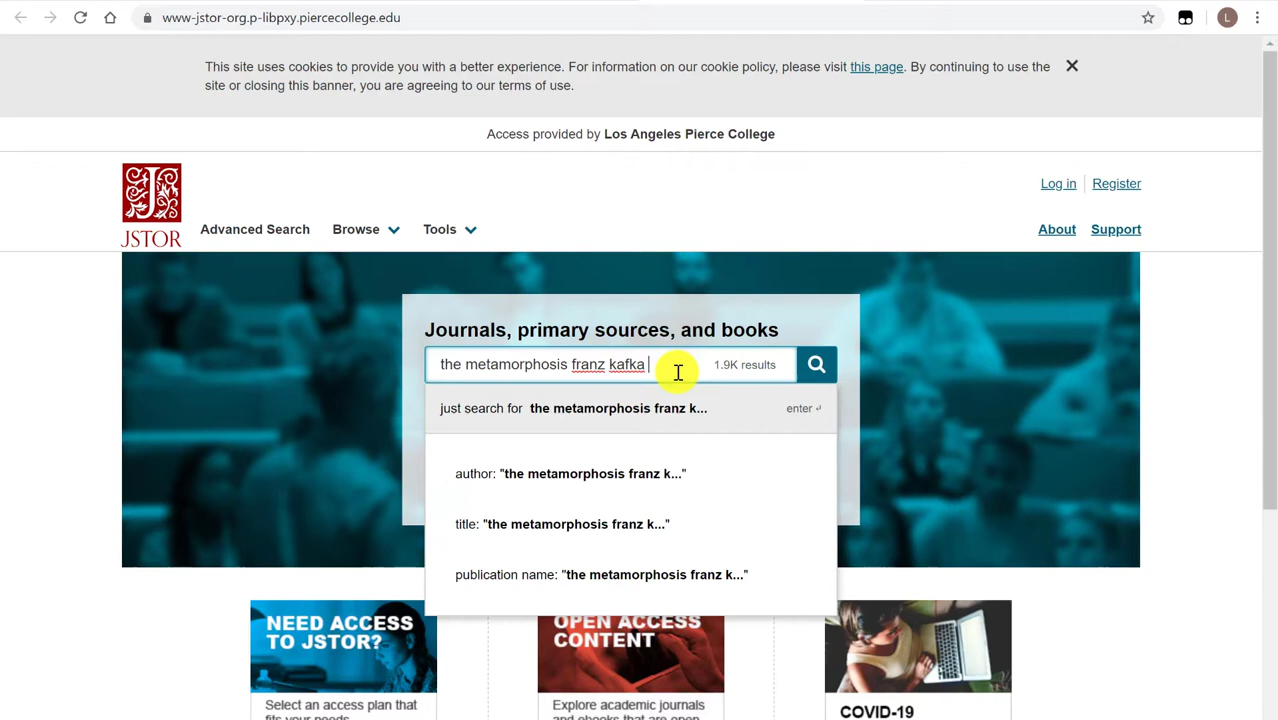 www-jstor-org.p-libpxy.piercecollege.edu
L
This site uses cookies to provide you with a better experience. For information on our cookie policy, please visit this page. By continuing to use the
site or closing this banner, you are agreeing to our terms of use.
Access provided by Los Angeles Pierce College
JSTOR
Log in
Register
Advanced Search
Browse
Tools
About
Support
Journals, primary sources, and books
the metamorphosis franz kafka
1.9K results
just search for the metamorphosis franz k...
enter
author: "the metamorphosis franz k..."
title: "the metamorphosis franz k..."
publication name: "the metamorphosis franz k..."
NEED ACCESS
TO JSTOR?
Select an access plan that
fits your needs.
OPEN ACCESS
CONTENT
Explore academic journals
and ebooks that are open
COVID-19